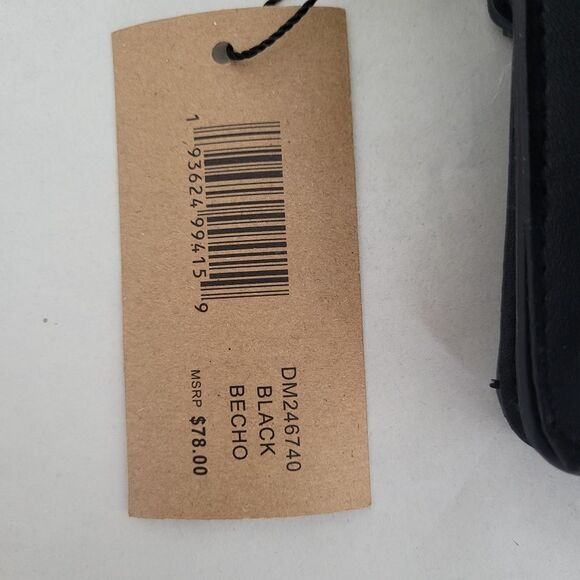 1 93624 99415 9
DM246740
BLACK
BECHO
MSRP $78.00